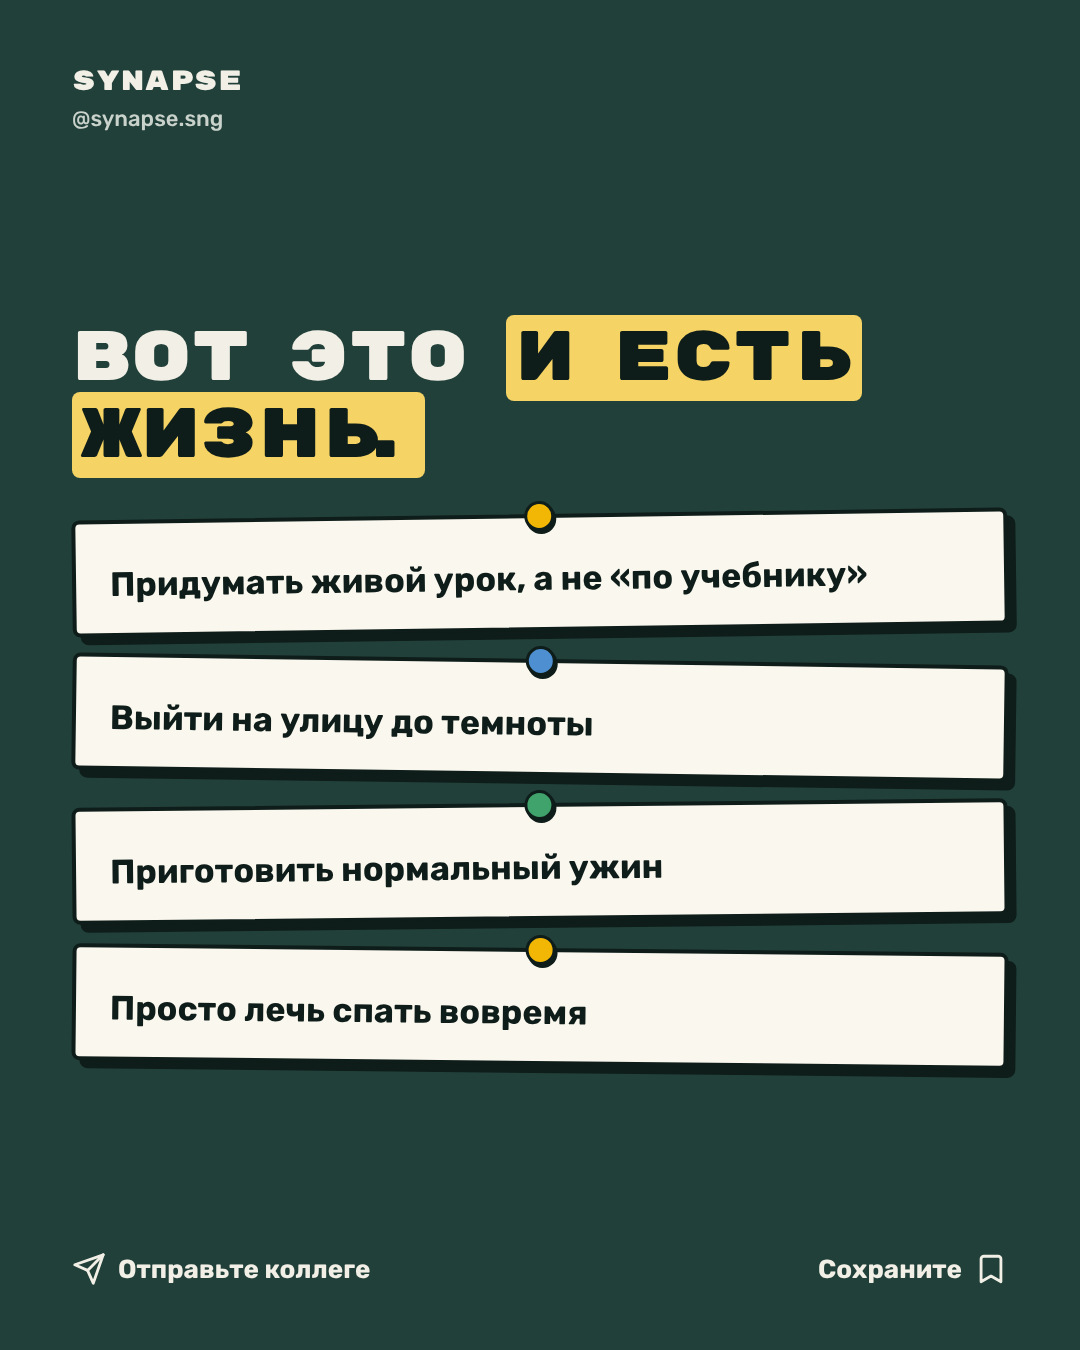 SYNAPSE
@synapse.sng
ВОТ ЭТО И ЕСТЬ
ЖИЗНЬ.
Придумать живой урок, а не «по учебнику»
Выйти на улицу до темноты
Приготовить нормальный ужин
Просто лечь спать вовремя
Отправьте коллеге
Сохраните